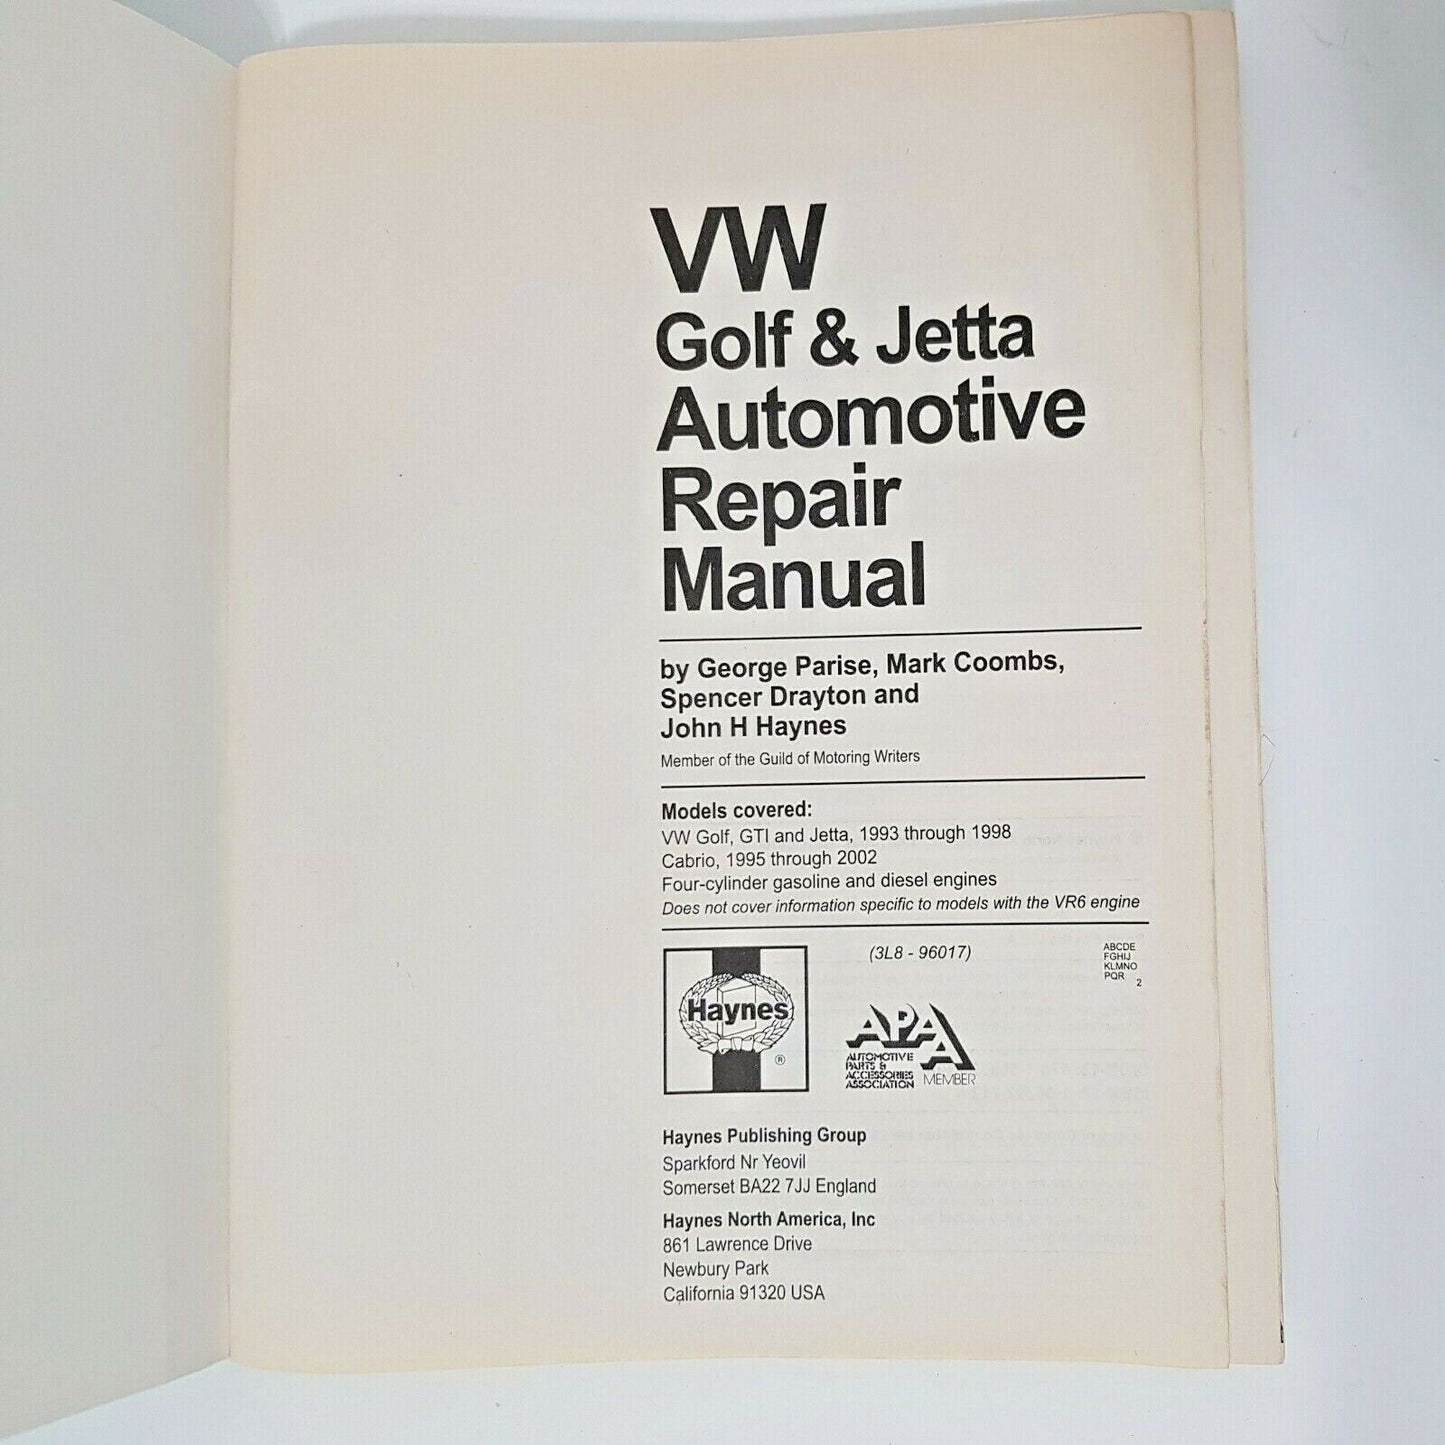 VW
Golf & Jetta
Automotive
Repair
Manual
by George Parise, Mark Coombs,
Spencer Drayton and
John H Haynes
Member of the Guild of Motoring Writers
Models covered:
VW Golf, GTI and Jetta, 1993 through 1998
Cabrio, 1995 through 2002
Four-cylinder gasoline and diesel engines
Does not cover information specific to models with the VR6 engine
(3L8 - 96017)
ABCDE
FGHIJ
KLMNO
PQR
2
Haynes
®
APAA
AUTOMOTIVE
PARTS &
ACCESSORIES
ASSOCIATION
MEMBER
Haynes Publishing Group
Sparkford Nr Yeovil
Somerset BA22 7JJ England
Haynes North America, Inc
861 Lawrence Drive
Newbury Park
California 91320 USA